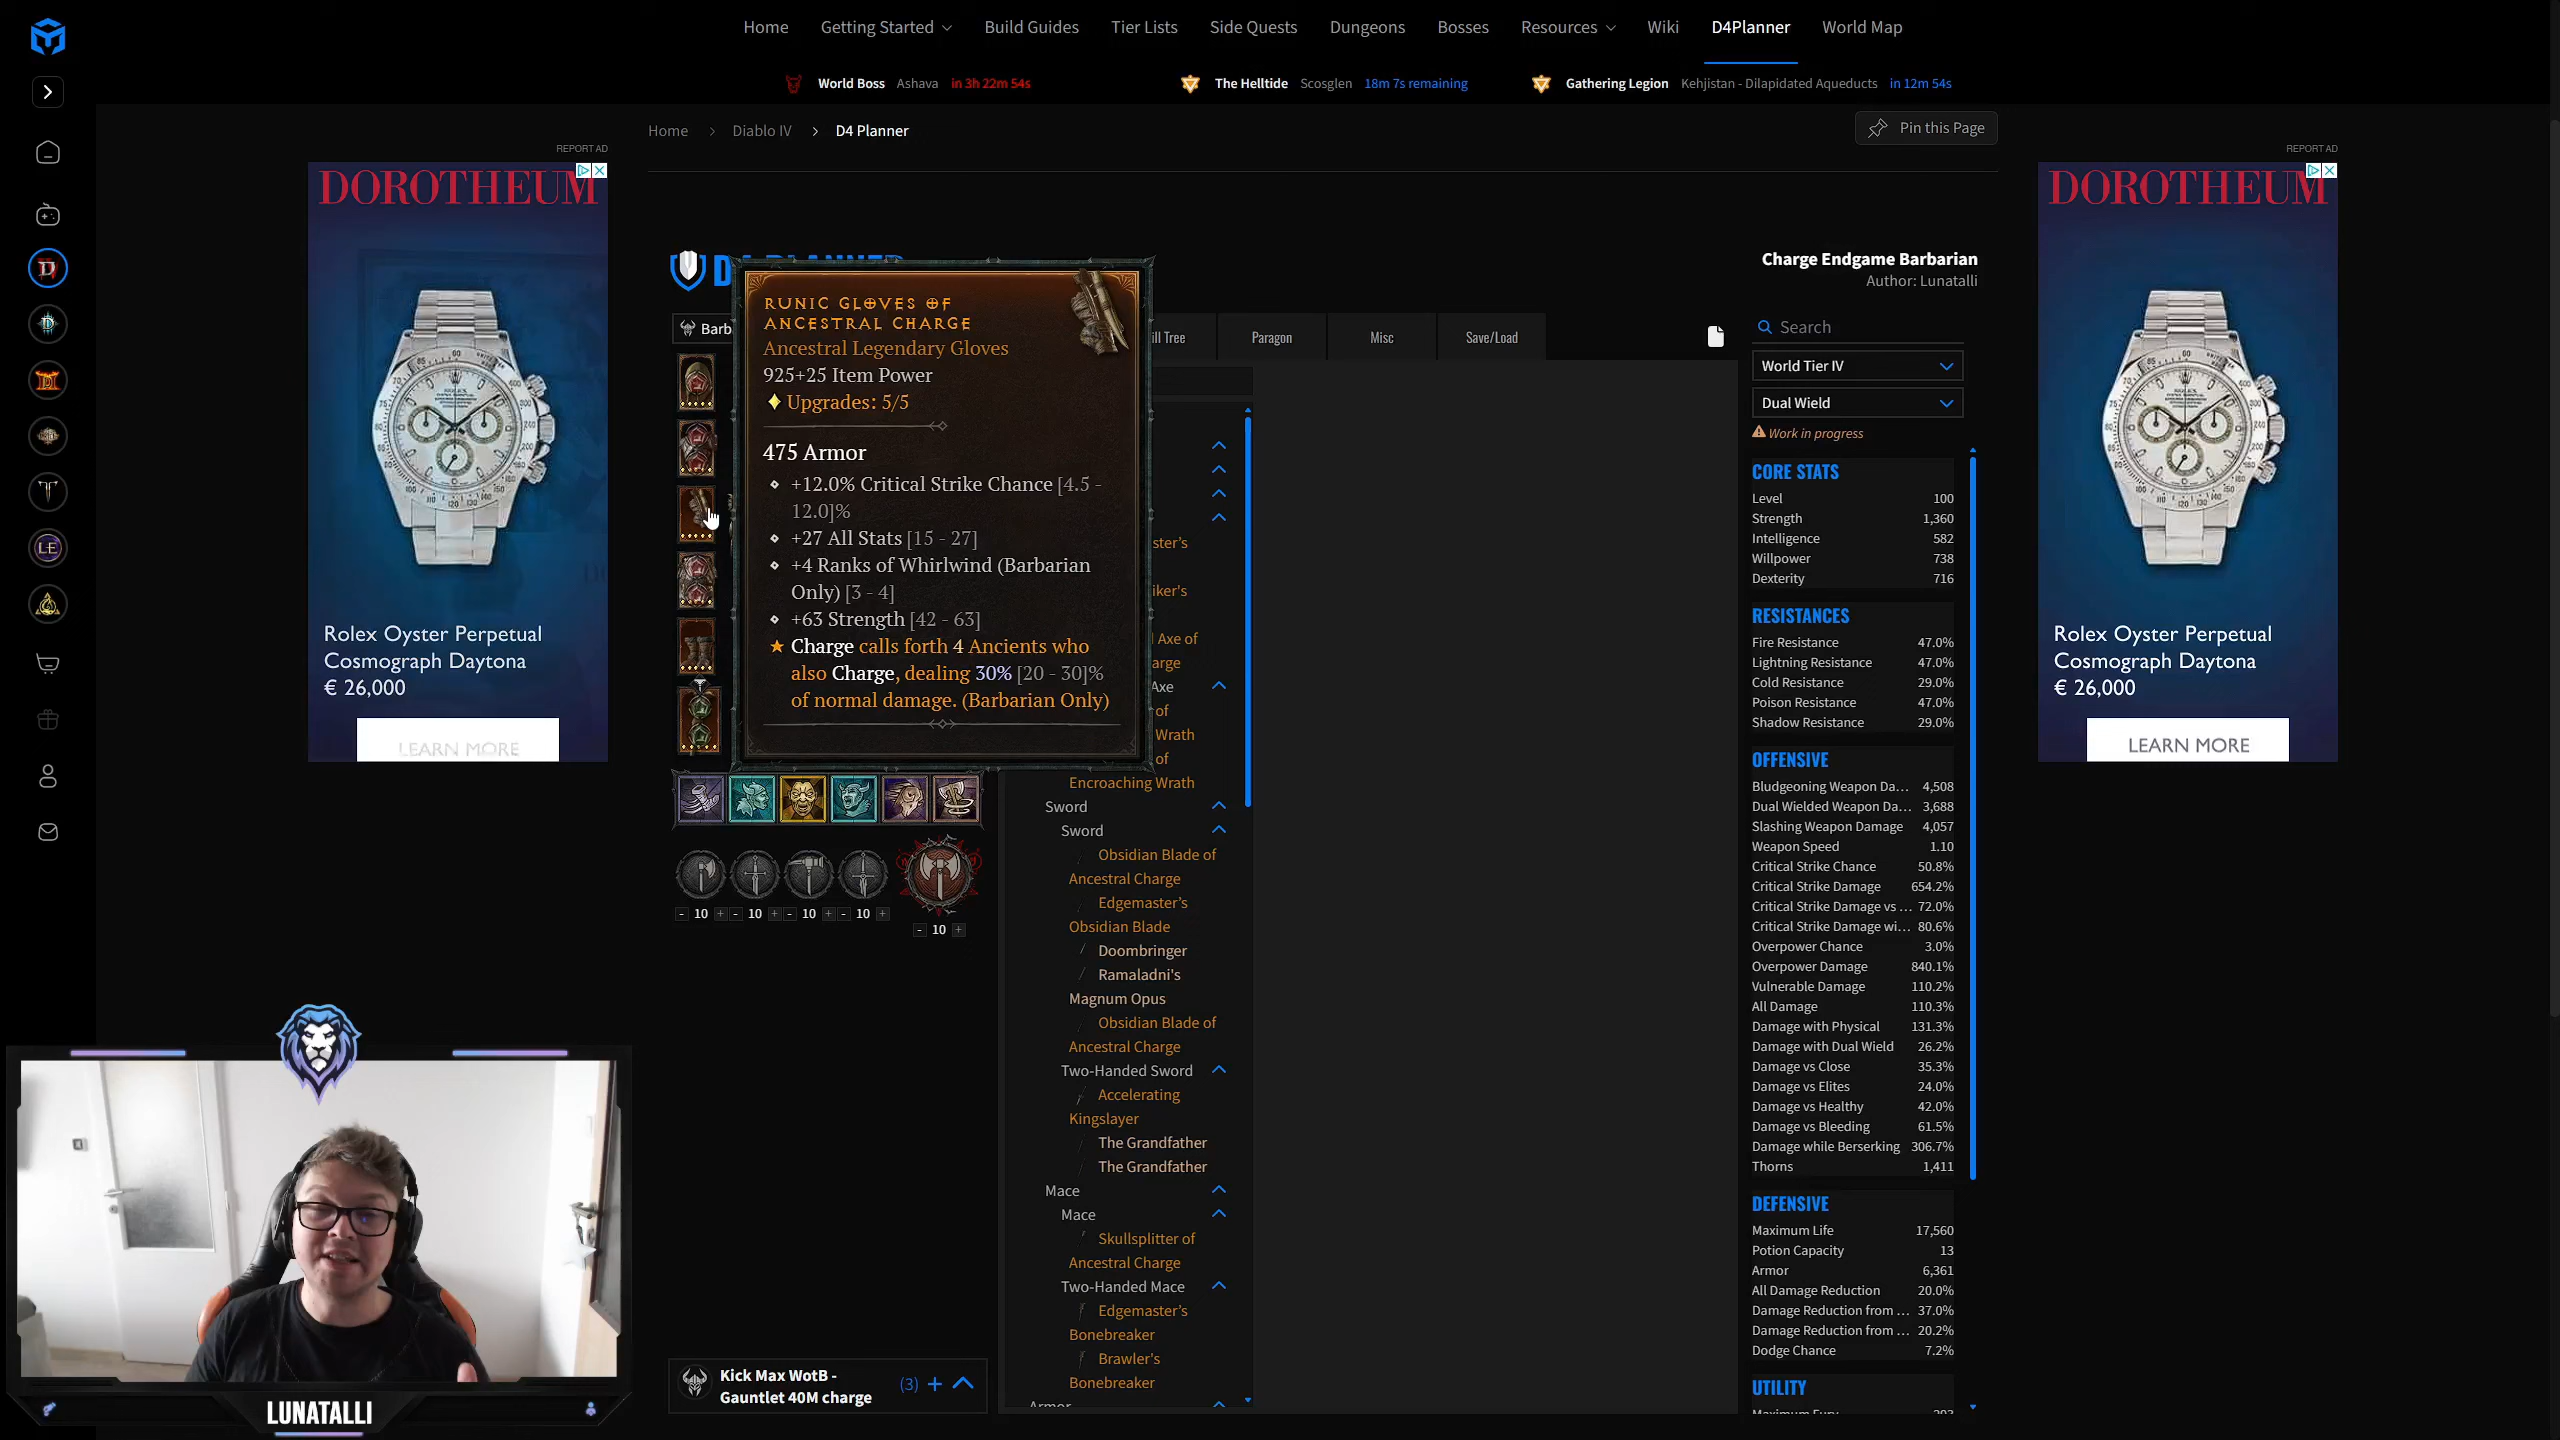 Home
Getting Started
Build Guides
Tier Lists
Side Quests
Dungeons
Bosses
Resources
Wiki
D4Planner
World Map
World Boss Ashava in 3h 22m 54s
The Helltide Scosglen 18m 7s remaining
Gathering Legion Kehjistan - Dilapidated Aqueducts in 12m 54s
Home > Diablo IV > D4 Planner
Pin this Page
REPORT AD
DOROTHEUM
Rolex Oyster Perpetual
Cosmograph Daytona
€ 26,000
LEARN MORE
REPORT AD
DOROTHEUM
Rolex Oyster Perpetual
Cosmograph Daytona
€ 26,000
LEARN MORE
Charge Endgame Barbarian
Author: Lunatalli
Barb
ill Tree
Paragon
Misc
Save/Load
RUNIC GLOVES OF
ANCESTRAL CHARGE
Ancestral Legendary Gloves
925+25 Item Power
Upgrades: 5/5
475 Armor
+12.0% Critical Strike Chance [4.5 -
12.0]%
+27 All Stats [15 - 27]
+4 Ranks of Whirlwind (Barbarian
Only) [3 - 4]
+63 Strength [42 - 63]
Charge calls forth 4 Ancients who
also Charge, dealing 30% [20 - 30]%
of normal damage. (Barbarian Only)
ster's
iker's
l Axe of
arge
Axe
of
Wrath
of
Encroaching Wrath
Sword
Sword
Obsidian Blade of
Ancestral Charge
Edgemaster's
Obsidian Blade
Doombringer
Ramaladni's
Magnum Opus
Obsidian Blade of
Ancestral Charge
Two-Handed Sword
Accelerating
Kingslayer
The Grandfather
The Grandfather
Mace
Mace
Skullsplitter of
Ancestral Charge
Two-Handed Mace
Edgemaster's
Bonebreaker
Brawler's
Bonebreaker
Armor
- 10 + - 10 + - 10 + - 10 +
- 10 +
Kick Max WotB -
Gauntlet 40M charge
(3) +
Search
World Tier IV
Dual Wield
Work in progress
CORE STATS
Level 100
Strength 1,360
Intelligence 582
Willpower 738
Dexterity 716
RESISTANCES
Fire Resistance 47.0%
Lightning Resistance 47.0%
Cold Resistance 29.0%
Poison Resistance 47.0%
Shadow Resistance 29.0%
OFFENSIVE
Bludgeoning Weapon Da... 4,508
Dual Wielded Weapon Da... 3,688
Slashing Weapon Damage 4,057
Weapon Speed 1.10
Critical Strike Chance 50.8%
Critical Strike Damage 654.2%
Critical Strike Damage vs ... 72.0%
Critical Strike Damage wi... 80.6%
Overpower Chance 3.0%
Overpower Damage 840.1%
Vulnerable Damage 110.2%
All Damage 110.3%
Damage with Physical 131.3%
Damage with Dual Wield 26.2%
Damage vs Close 35.3%
Damage vs Elites 24.0%
Damage vs Healthy 42.0%
Damage vs Bleeding 61.5%
Damage while Berserking 306.7%
Thorns 1,411
DEFENSIVE
Maximum Life 17,560
Potion Capacity 13
Armor 6,361
All Damage Reduction 20.0%
Damage Reduction from ... 37.0%
Damage Reduction from ... 20.2%
Dodge Chance 7.2%
UTILITY
LE
LUNATALLI